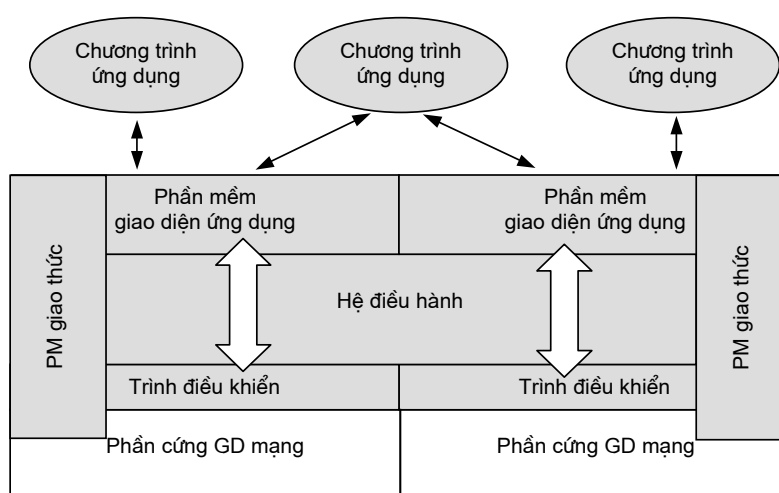 Chương trình
ứng dụng
Chương trình
ứng dụng
Chương trình
ứng dụng
PM giao thức
Phần mềm
giao diện ứng dụng
Phần mềm
giao diện ứng dụng
PM giao thức
Hệ điều hành
Trình điều khiển
Trình điều khiển
Phần cứng GD mạng
Phần cứng GD mạng